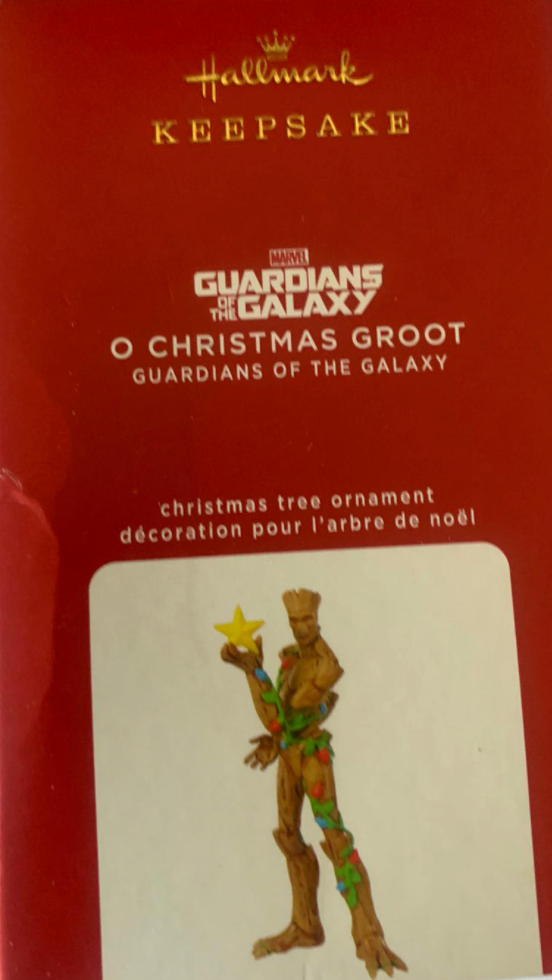 Hallmark
KEEPSAKE
MARVEL
GUARDIANS
OF THE GALAXY
O CHRISTMAS GROOT
GUARDIANS OF THE GALAXY
christmas tree ornament
décoration pour l'arbre de noël